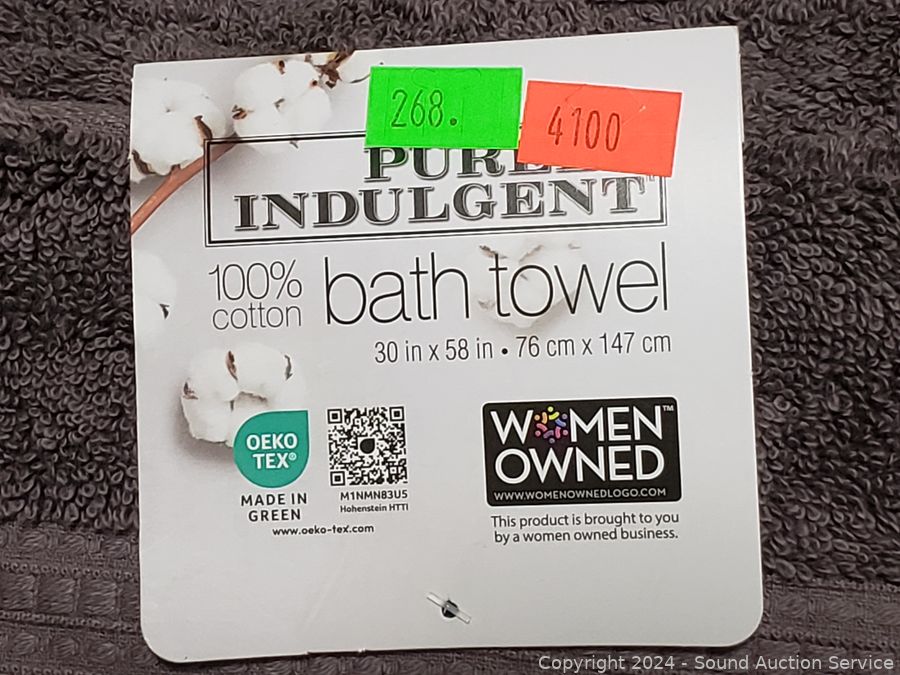 268.
4100
INDULGENT
100%
cotton
bath towel
30 in x 58 in • 76 cm x 147 cm
OEKO
TEX®
MADE IN
GREEN
www.oeko-tex.com
M1NMN83U5
Hohenstein HTTI
WOMEN™
OWNED
WWW.WOMENOWNEDLOGO.COM
This product is brought to you
by a women owned business.
Copyright 2024 - Sound Auction Service